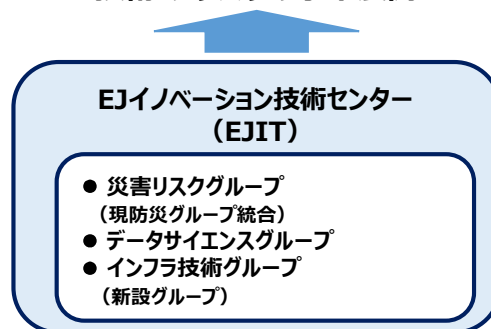 EJイノベーション技術センター
（EJIT）
● 災害リスクグループ
（現防災グループ統合）
● データサイエンスグループ
● インフラ技術グループ
（新設グループ）